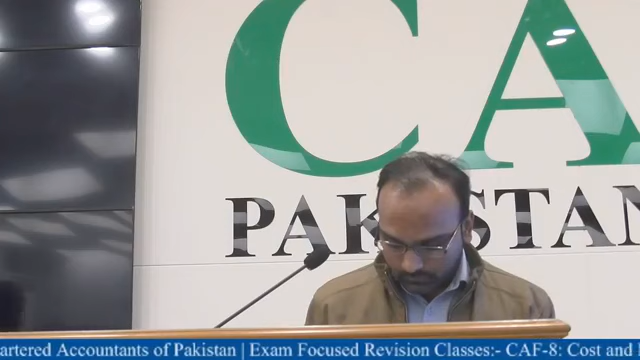 CA
PAKISTAN
artered Accountants of Pakistan | Exam Focused Revision Classes:- CAF-8: Cost and